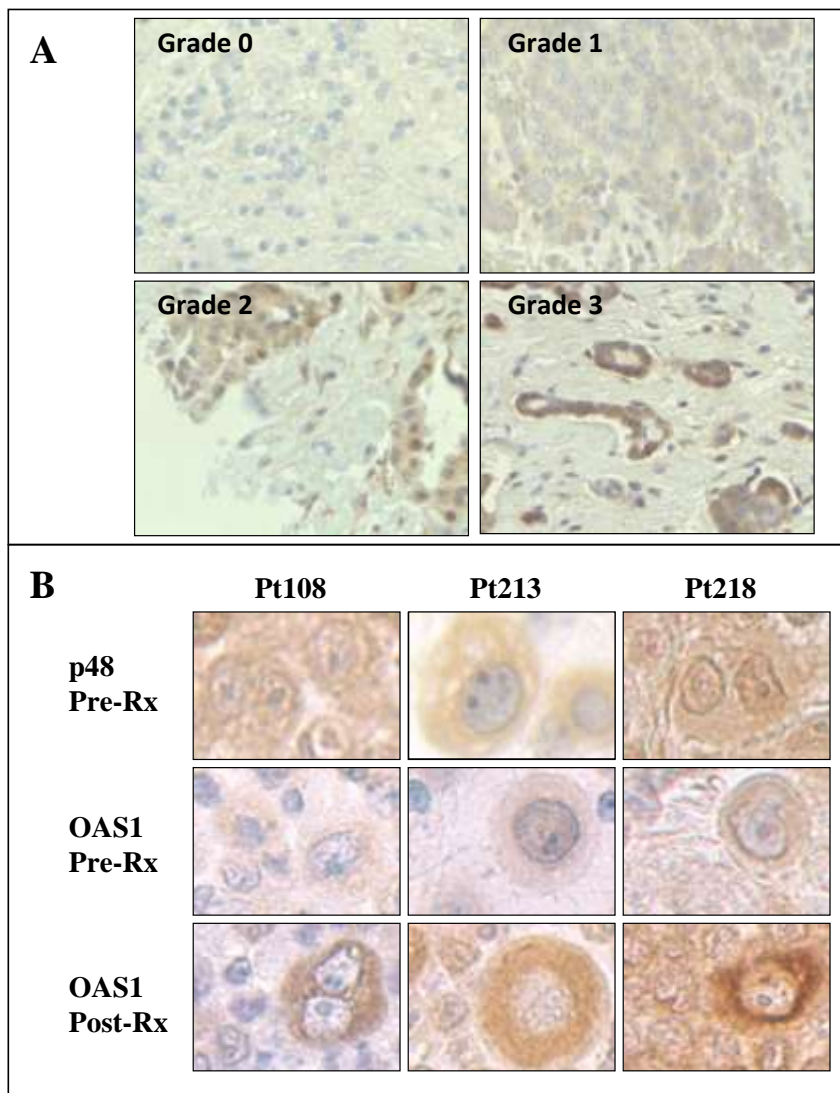 A
Grade 0
Grade 1
Grade 2
Grade 3
B
Pt108
Pt213
Pt218
p48
Pre-Rx
OAS1
Pre-Rx
OAS1
Post-Rx